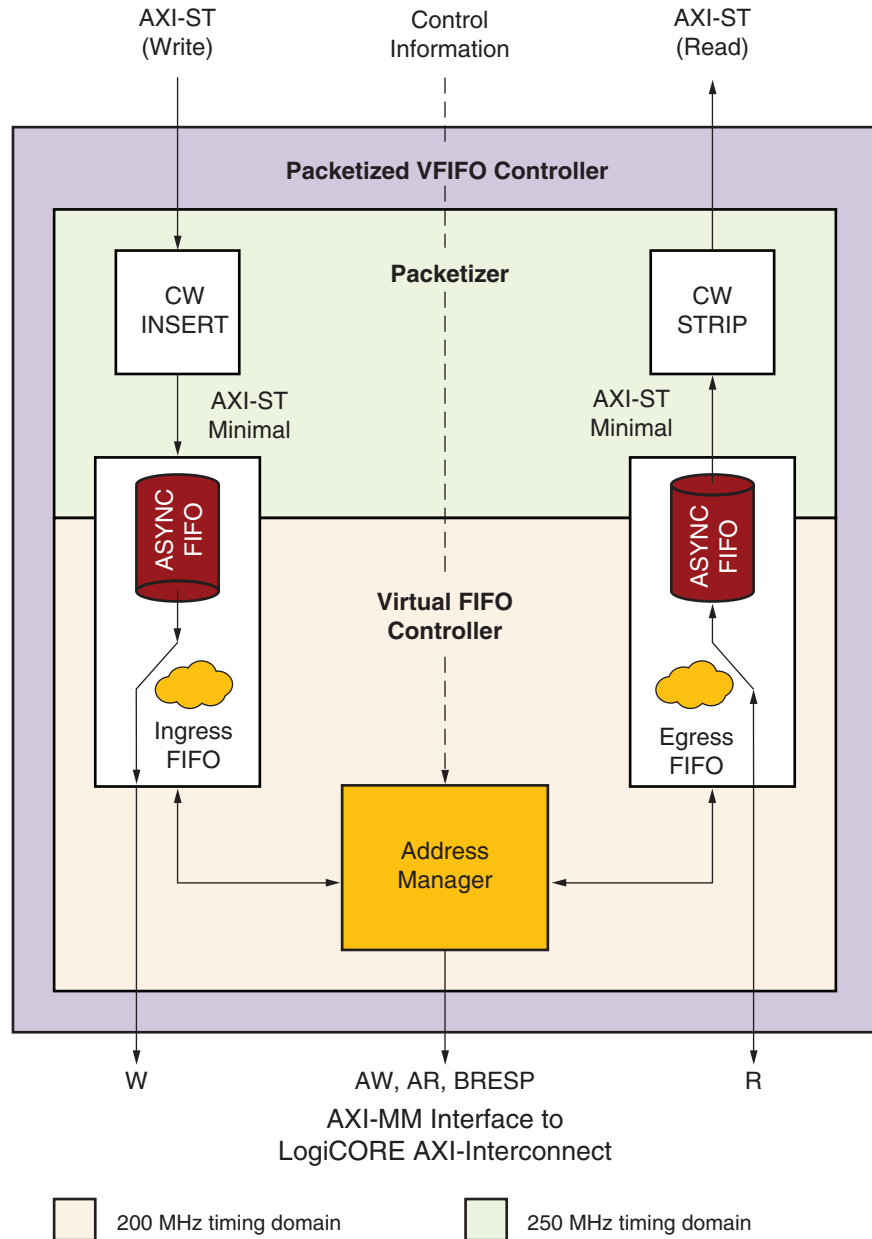 AXI-ST
(Write)
Control
Information
AXI-ST
(Read)
Packetized VFIFO Controller
Packetizer
CW
INSERT
CW
STRIP
AXI-ST
Minimal
AXI-ST
Minimal
ASYNC
FIFO
ASYNC
FIFO
Virtual FIFO
Controller
Ingress
FIFO
Egress
FIFO
Address
Manager
W
AW, AR, BRESP
R
AXI-MM Interface to
LogiCORE AXI-Interconnect
200 MHz timing domain
250 MHz timing domain